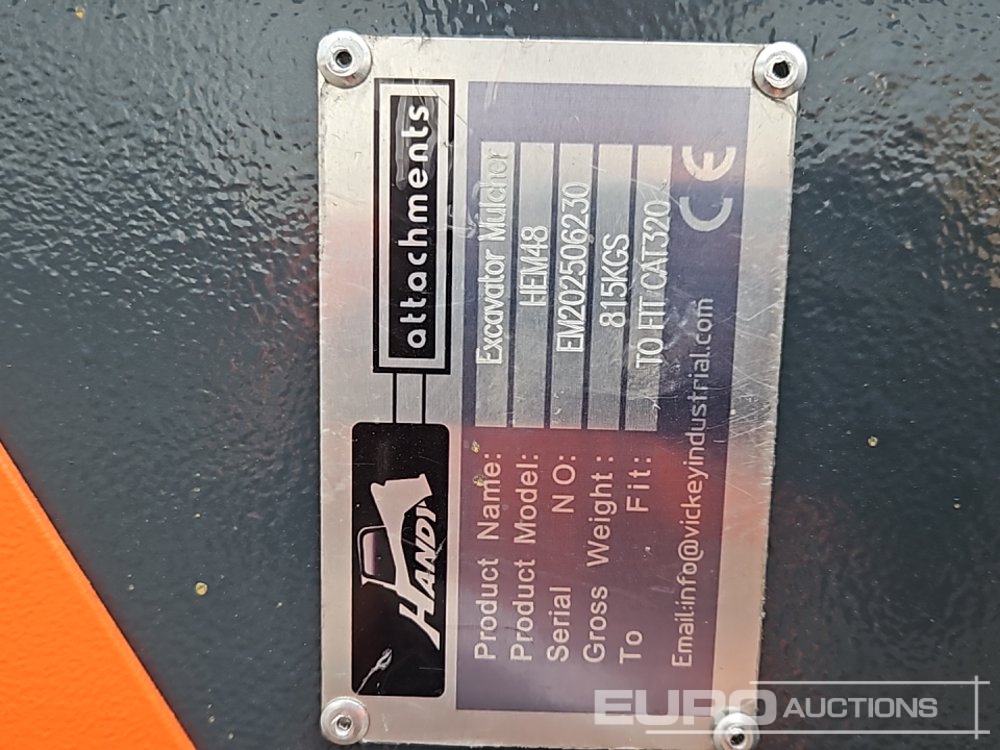 HANDY attachments
Product Name: Excavator Mulcher
Product Model: HEM48
Serial NO: EM202506230
Gross Weight: 815KGS
To Fit: TO FIT CAT320
Email:info@vickeyindustrial.com
CE
EURO AUCTIONS